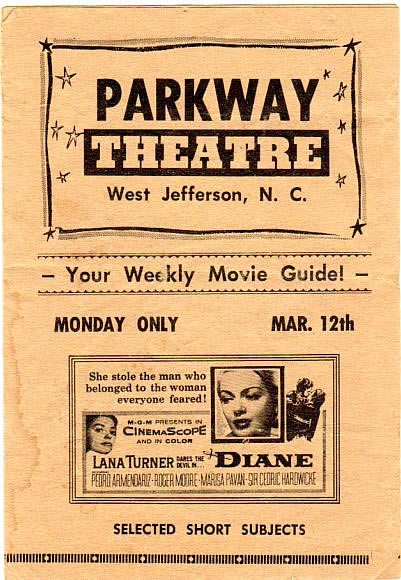 PARKWAY
THEATRE
West Jefferson, N. C.
– Your Weekly Movie Guide! –
MONDAY ONLY MAR. 12th
She stole the man who
belonged to the woman
everyone feared!
M-G-M PRESENTS IN
CINEMASCOPE
AND IN COLOR
LANA TURNER DARES THE DEVIL IN... DIANE
PEDRO ARMENDARIZ · ROGER MOORE · MARISA PAVAN · SIR CEDRIC HARDWICKE
SELECTED SHORT SUBJECTS